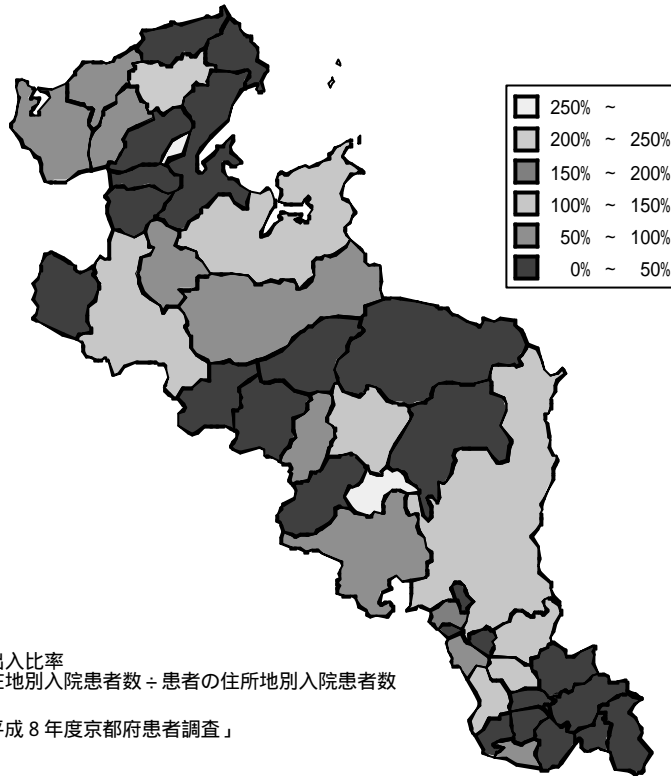 250% ~
200% ~ 250%
150% ~ 200%
100% ~ 150%
50% ~ 100%
0% ~ 50%
出入比率
在地別入院患者数÷患者の住所地別入院患者数
平成8年度京都府患者調査」